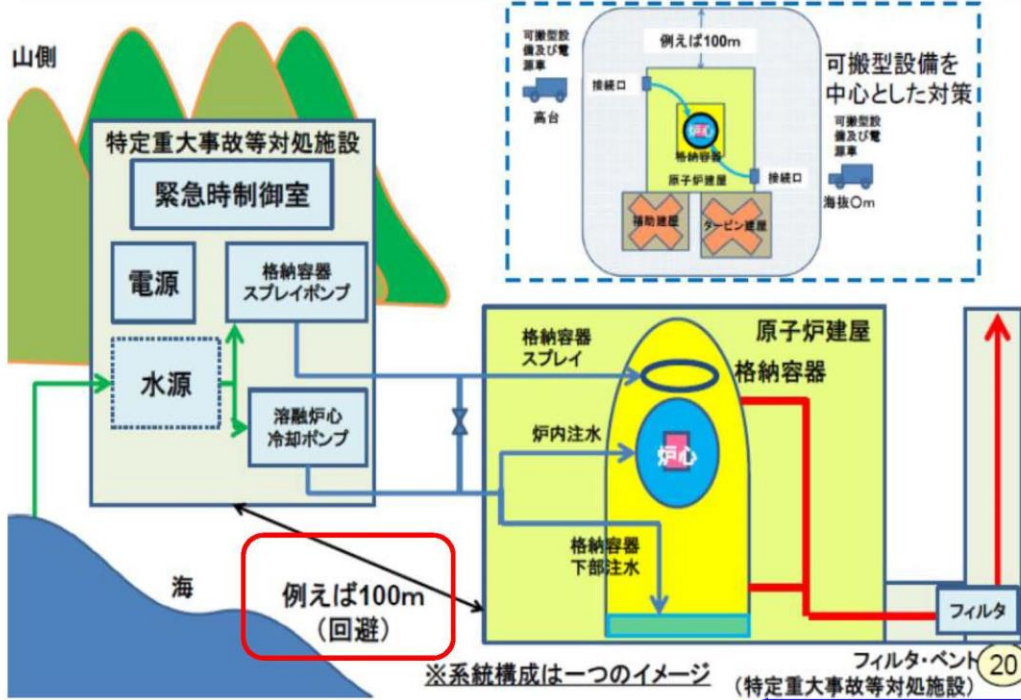 山側
特定重大事故等対処施設
緊急時制御室
電源
格納容器
スプレイポンプ
水源
溶融炉心
冷却ポンプ
海
例えば100m
(回避)
可搬型設
備及び電
源車
高台
例えば100m
接続口
炉心
格納容器
原子炉建屋
接続口
補助建屋
タービン建屋
可搬型設備を
中心とした対策
可搬型設
備及び電
源車
海抜〇m
原子炉建屋
格納容器
スプレイ
格納容器
炉内注水
炉心
格納容器
下部注水
フィルタ
※系統構成は一つのイメージ
フィルタ・ベント
(特定重大事故等対処施設)
20